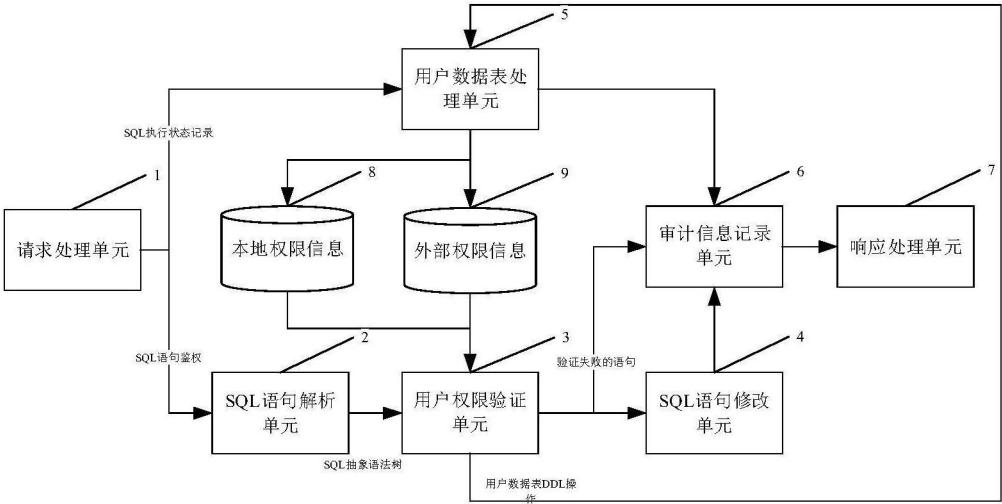 5
用户数据表处
理单元
SQL执行状态记录
1
8
9
6
7
请求处理单元
本地权限信息
外部权限信息
审计信息记录
单元
响应处理单元
SQL语句鉴权
2
3
验证失败的语句
4
SQL语句解析
单元
用户权限验证
单元
SQL语句修改
单元
SQL抽象语法树
用户数据表DDL操
作